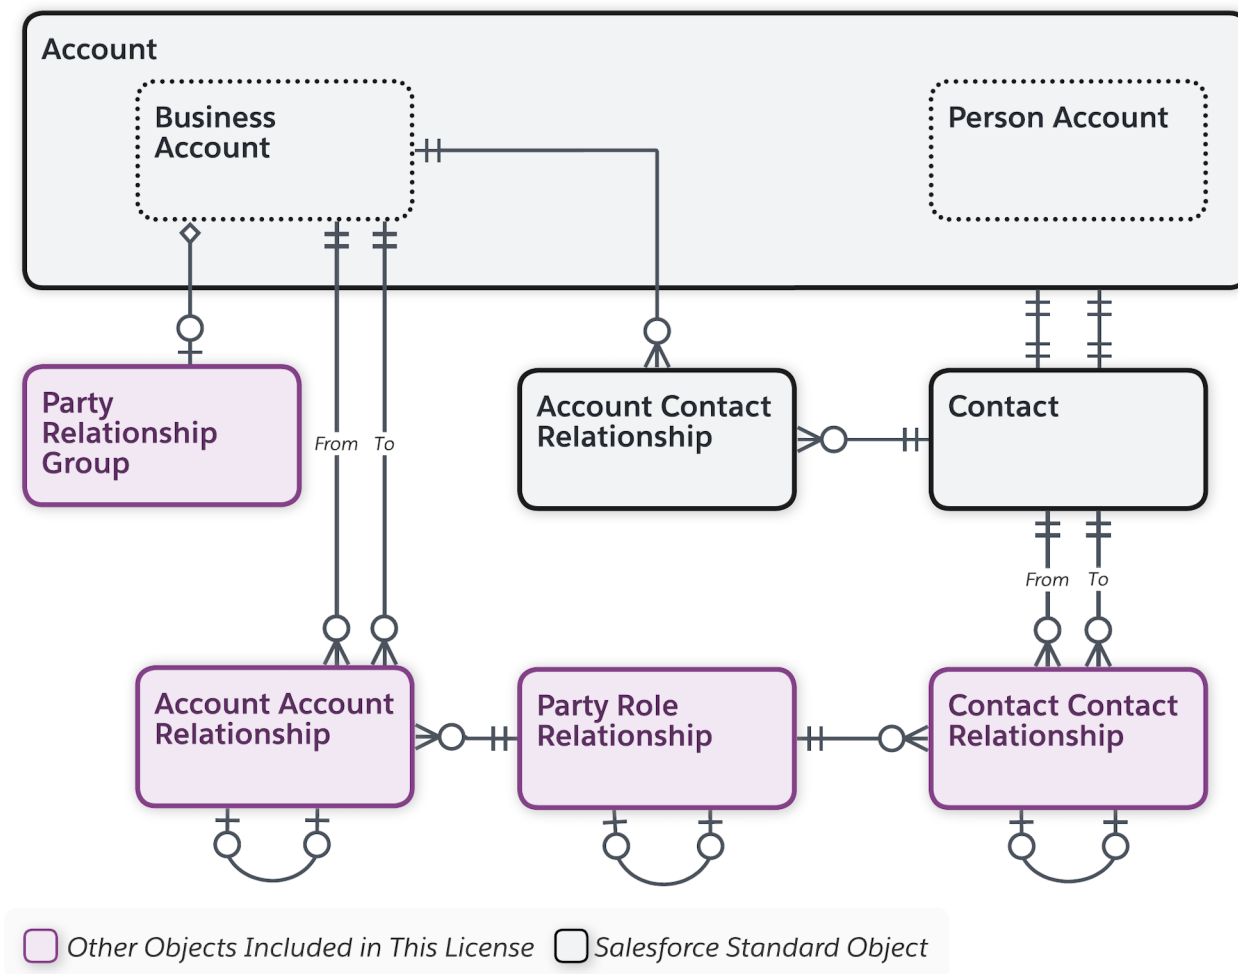 Account
Business
Account
Person Account
Party
Relationship
Group
From
To
Account Contact
Relationship
Contact
From
To
Account Account
Relationship
Party Role
Relationship
Contact Contact
Relationship
Other Objects Included in This License
Salesforce Standard Object